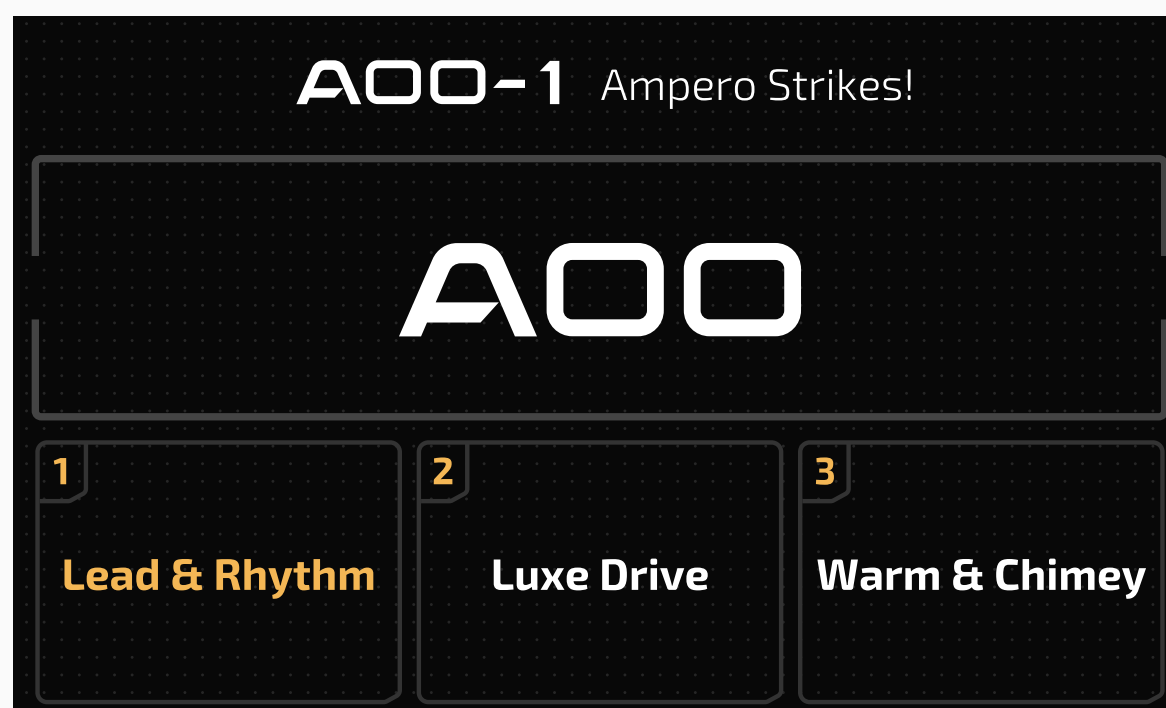 A00-1 Ampero Strikes!
A00
1
2
3
Lead & Rhythm
Luxe Drive
Warm & Chimey